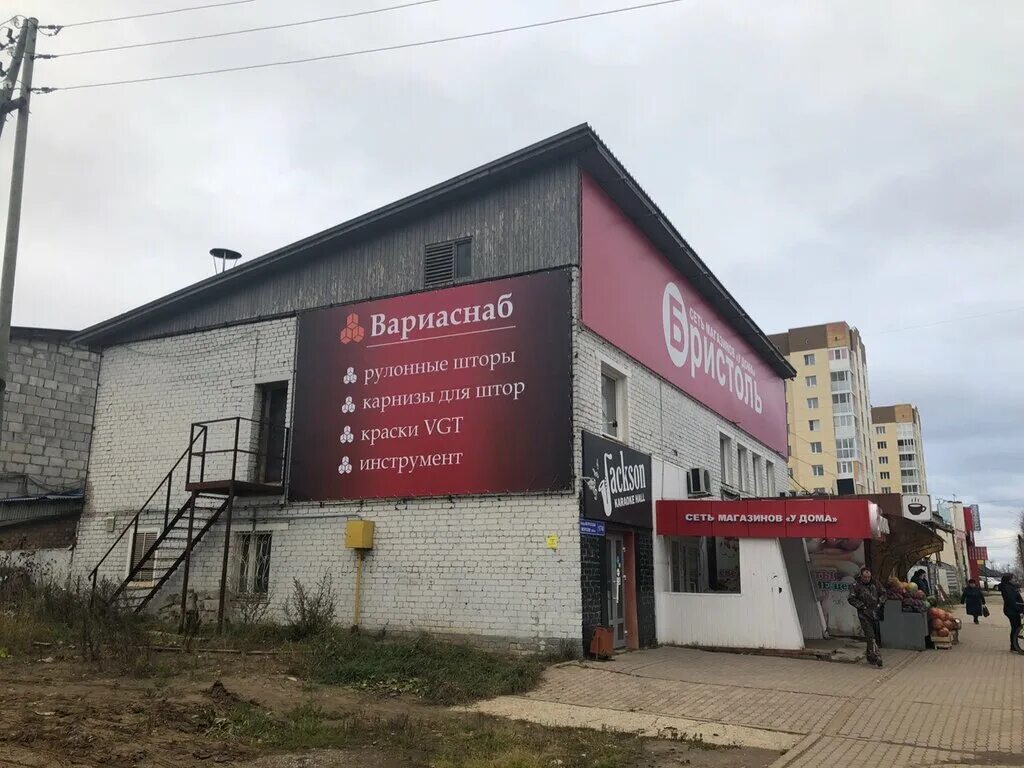 Вариаснаб
рулонные шторы
карнизы для штор
краски VGT
инструмент
СЕТЬ МАГАЗИНОВ «У ДОМА»
Бристоль
Jackson
KARAOKE HALL
СЕТЬ МАГАЗИНОВ «У ДОМА»